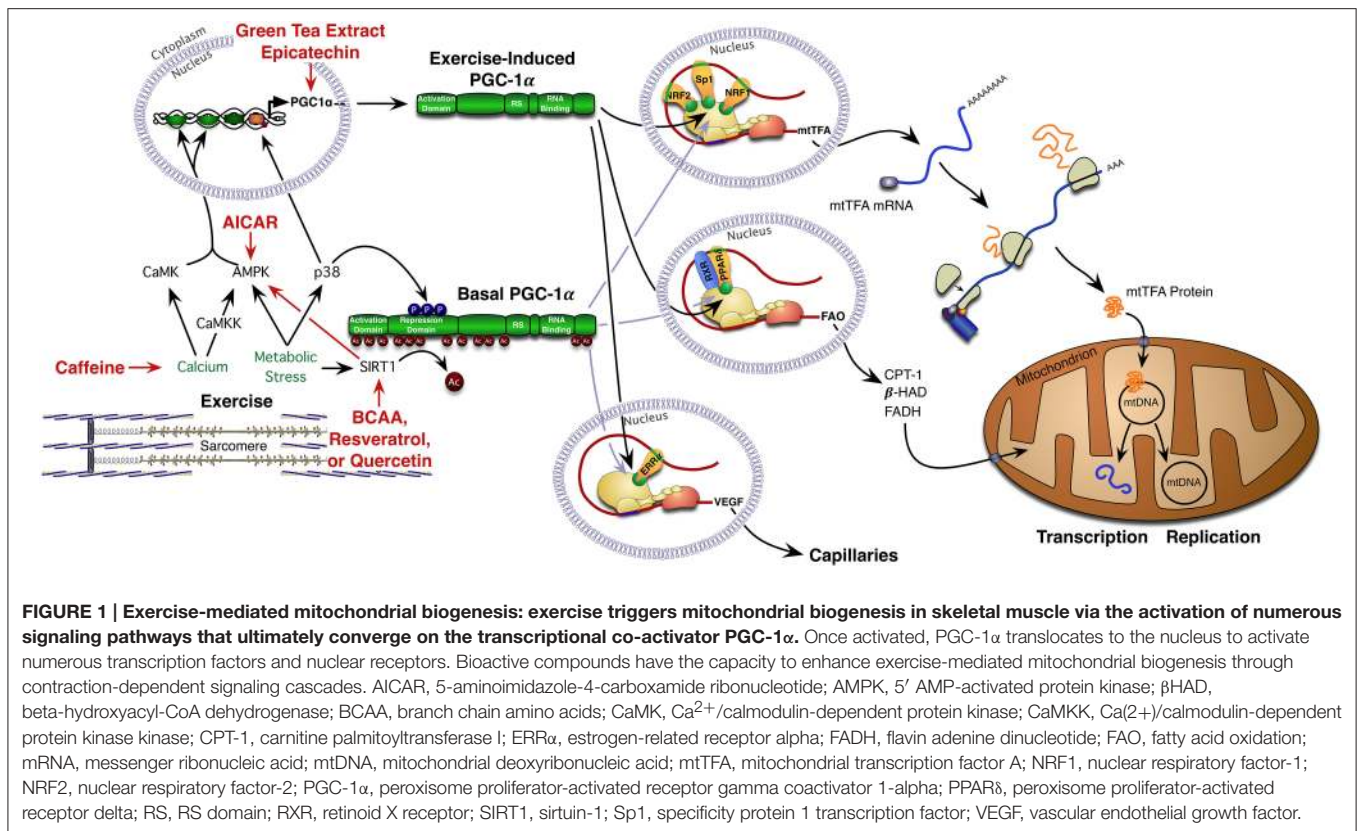 Cytoplasm
Nucleus
Green Tea Extract
Epicatechin
PGC1α
Exercise-Induced
PGC-1α
Activation
Domain
RS
RNA
Binding
Nucleus
NRF2
Sp1
NRF1
mtTFA
AAAAAAAA
mtTFA mRNA
AAA
AICAR
CaMK
AMPK
p38
CaMKK
Caffeine
Calcium
Metabolic
Stress
SIRT1
Basal PGC-1α
P P P
Activation
Domain
Repression
Domain
RS
RNA
Binding
Ac Ac Ac Ac Ac Ac Ac Ac Ac Ac Ac
Ac
Exercise
Sarcomere
BCAA,
Resveratrol,
or Quercetin
Nucleus
RXR
PPARδ
FAO
CPT-1
β-HAD
FADH
Nucleus
ERRα
VEGF
Capillaries
mtTFA Protein
Mitochondrion
mtDNA
mtDNA
Transcription
Replication
FIGURE 1 | Exercise-mediated mitochondrial biogenesis: exercise triggers mitochondrial biogenesis in skeletal muscle via the activation of numerous
signaling pathways that ultimately converge on the transcriptional co-activator PGC-1α. Once activated, PGC-1α translocates to the nucleus to activate
numerous transcription factors and nuclear receptors. Bioactive compounds have the capacity to enhance exercise-mediated mitochondrial biogenesis through
contraction-dependent signaling cascades. AICAR, 5-aminoimidazole-4-carboxamide ribonucleotide; AMPK, 5′ AMP-activated protein kinase; βHAD,
beta-hydroxyacyl-CoA dehydrogenase; BCAA, branch chain amino acids; CaMK, Ca2+/calmodulin-dependent protein kinase; CaMKK, Ca(2+)/calmodulin-dependent
protein kinase kinase; CPT-1, carnitine palmitoyltransferase I; ERRα, estrogen-related receptor alpha; FADH, flavin adenine dinucleotide; FAO, fatty acid oxidation;
mRNA, messenger ribonucleic acid; mtDNA, mitochondrial deoxyribonucleic acid; mtTFA, mitochondrial transcription factor A; NRF1, nuclear respiratory factor-1;
NRF2, nuclear respiratory factor-2; PGC-1α, peroxisome proliferator-activated receptor gamma coactivator 1-alpha; PPARδ, peroxisome proliferator-activated
receptor delta; RS, RS domain; RXR, retinoid X receptor; SIRT1, sirtuin-1; Sp1, specificity protein 1 transcription factor; VEGF, vascular endothelial growth factor.